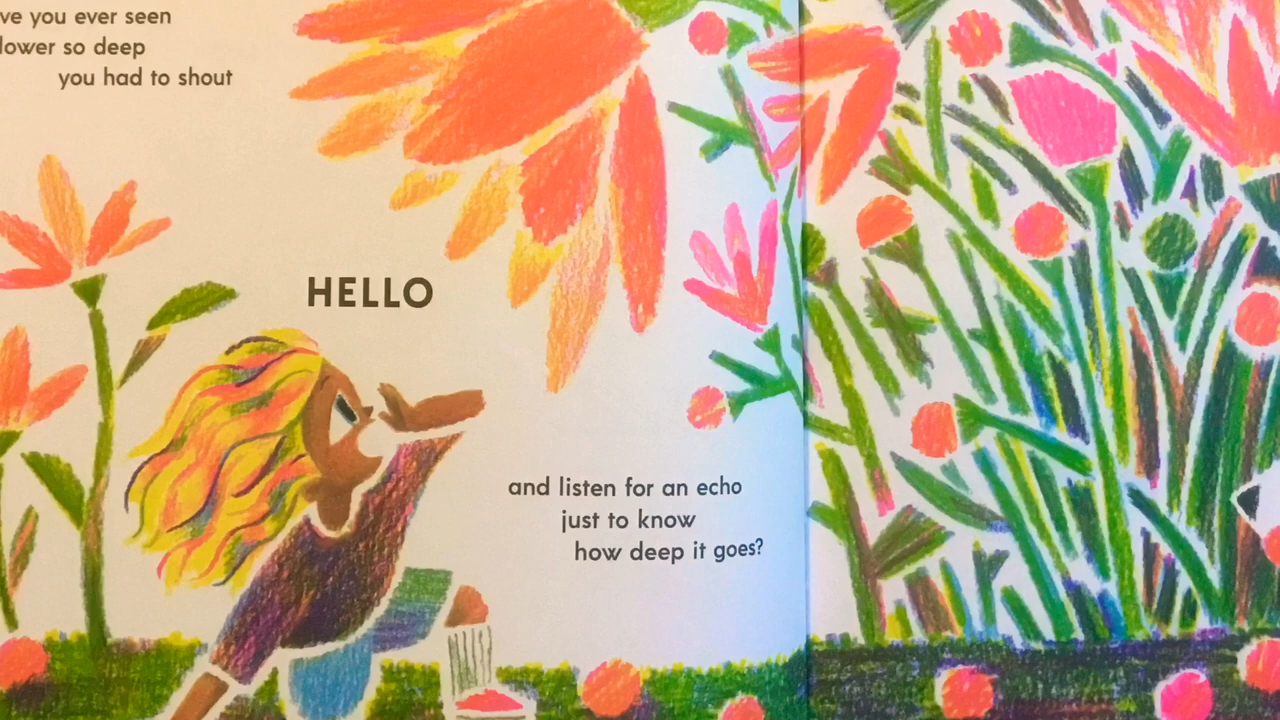 ve you ever seen
lower so deep
you had to shout
HELLO
and listen for an echo
just to know
how deep it goes?